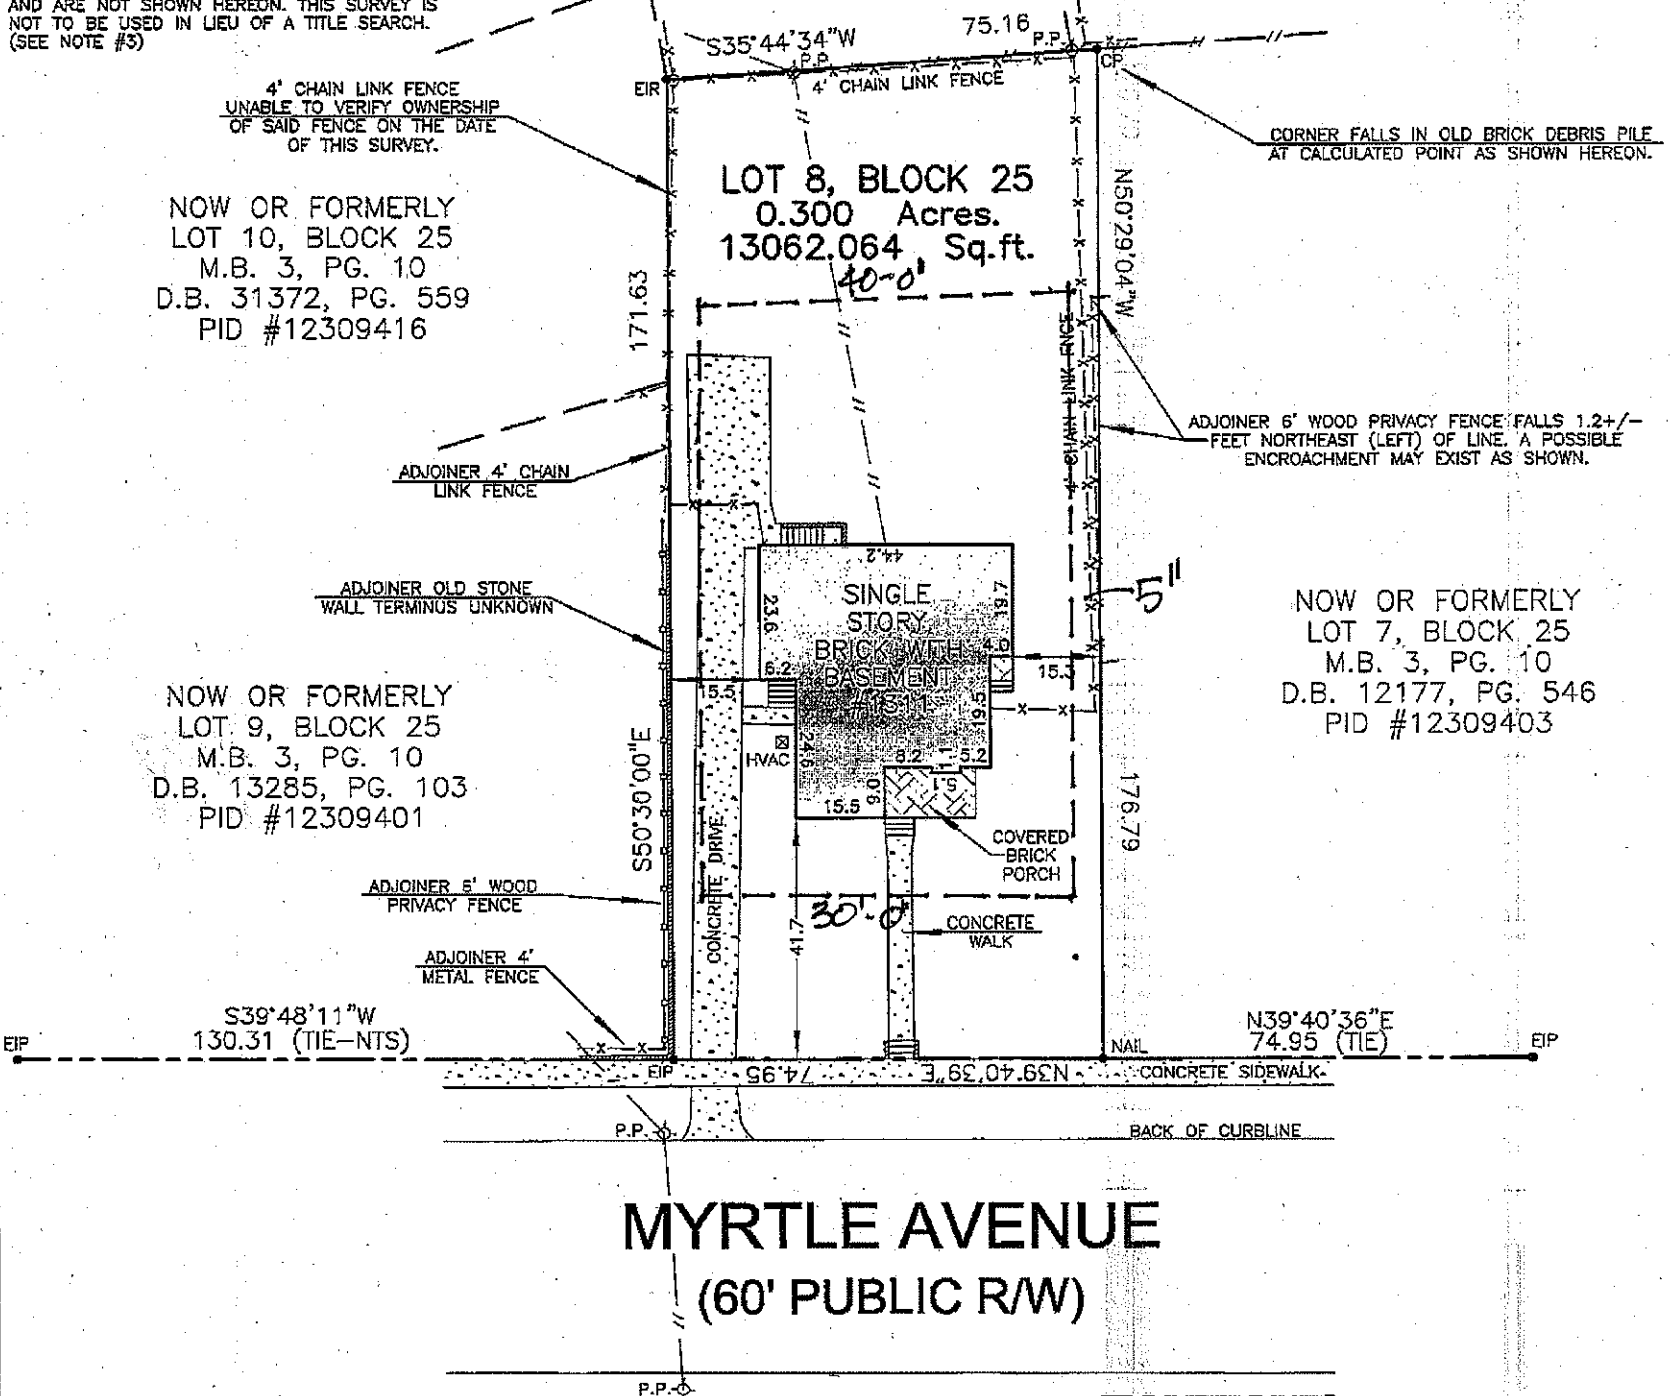 AND ARE NOT SHOWN HEREON. THIS SURVEY IS
NOT TO BE USED IN LIEU OF A TITLE SEARCH.
(SEE NOTE #3)
S35°44'34"W
75.16
P.P.
P.P.
EIR
CP
4' CHAIN LINK FENCE
4' CHAIN LINK FENCE
UNABLE TO VERIFY OWNERSHIP
OF SAID FENCE ON THE DATE
OF THIS SURVEY.
CORNER FALLS IN OLD BRICK DEBRIS PILE
AT CALCULATED POINT AS SHOWN HEREON.
LOT 8, BLOCK 25
0.300 Acres.
13062.064 Sq.ft.
40-0'
N50°29'04"W
NOW OR FORMERLY
LOT 10, BLOCK 25
M.B. 3, PG. 10
D.B. 31372, PG. 559
PID #12309416
171.63
4' CHAIN LINK FENCE
ADJOINER 6' WOOD PRIVACY FENCE FALLS 1.2+/-
FEET NORTHEAST (LEFT) OF LINE. A POSSIBLE
ENCROACHMENT MAY EXIST AS SHOWN.
ADJOINER 4' CHAIN
LINK FENCE
44.2
ADJOINER OLD STONE
WALL TERMINUS UNKNOWN
SINGLE
STORY
BRICK WITH
BASEMENT
23.6
19.7
4.0
6.2
15.5
15.3
19.5
5"
NOW OR FORMERLY
LOT 7, BLOCK 25
M.B. 3, PG. 10
D.B. 12177, PG. 546
PID #12309403
NOW OR FORMERLY
LOT 9, BLOCK 25
M.B. 3, PG. 10
D.B. 13285, PG. 103
PID #12309401
S50°30'00"E
HVAC
24.6
8.2
1.1
5.2
5.1
15.5
9.0
176.79
COVERED
BRICK
PORCH
CONCRETE DRIVE
ADJOINER 6' WOOD
PRIVACY FENCE
30'-0"
41.7
CONCRETE
WALK
ADJOINER 4'
METAL FENCE
S39°48'11"W
130.31 (TIE-NTS)
EIP
N39°40'36"E
74.95 (TIE)
EIP
NAIL
EIP
74.95
N39°40'39"E
CONCRETE SIDEWALK
P.P.
BACK OF CURBLINE
MYRTLE AVENUE
(60' PUBLIC R/W)
P.P.